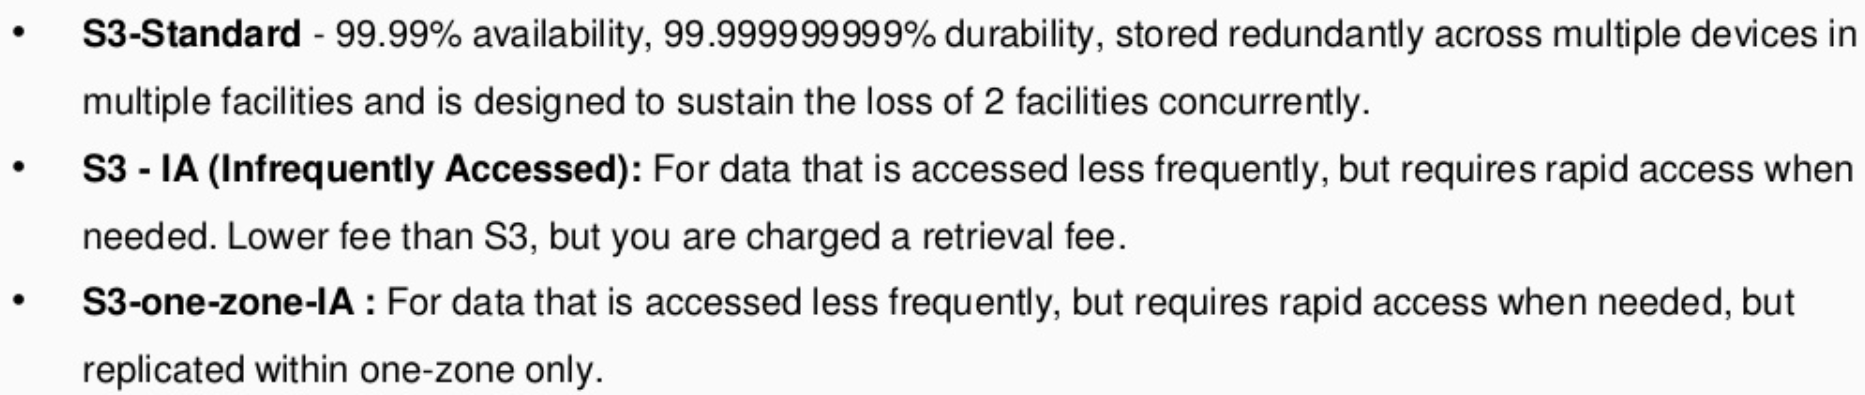 • S3-Standard - 99.99% availability, 99.999999999% durability, stored redundantly across multiple devices in
multiple facilities and is designed to sustain the loss of 2 facilities concurrently.
• S3 - IA (Infrequently Accessed): For data that is accessed less frequently, but requires rapid access when
needed. Lower fee than S3, but you are charged a retrieval fee.
• S3-one-zone-IA : For data that is accessed less frequently, but requires rapid access when needed, but
replicated within one-zone only.